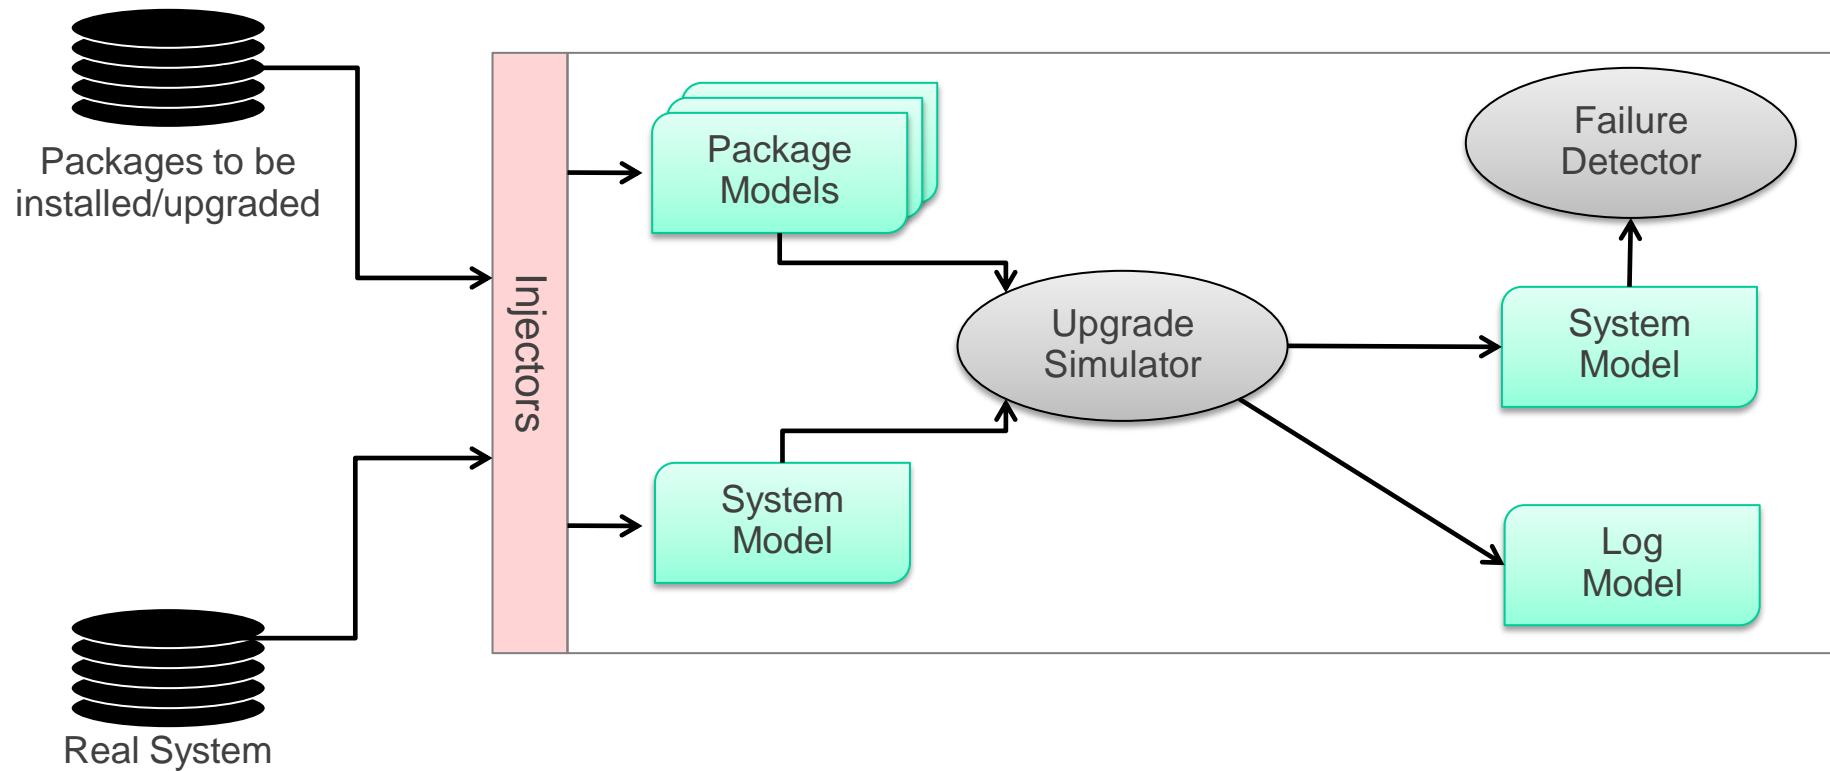 Packages to be
installed/upgraded
Real System
Injectors
Package
Models
System
Model
Upgrade
Simulator
Failure
Detector
System
Model
Log
Model